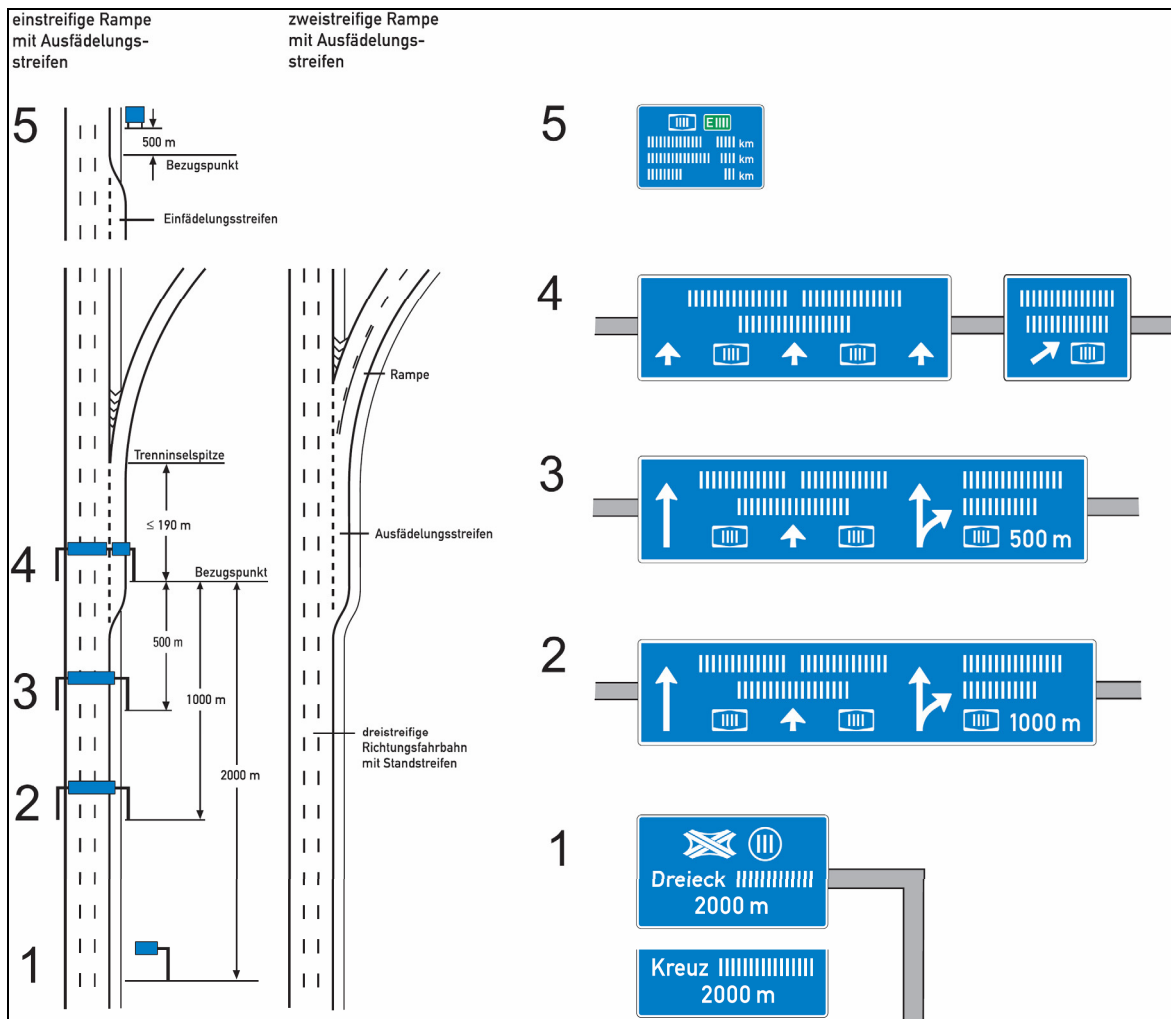 einstreifige Rampe
mit Ausfädelungs-
streifen
zweistreifige Rampe
mit Ausfädelungs-
streifen
5
500 m
Bezugspunkt
Einfädelungsstreifen
Rampe
Trenninselspitze
≤ 190 m
Ausfädelungsstreifen
4
Bezugspunkt
500 m
3
1000 m
dreistreifige
Richtungsfahrbahn
mit Standstreifen
2000 m
2
1
5
E
km
km
km
4
3
500 m
2
1000 m
1
Dreieck
2000 m
Kreuz
2000 m